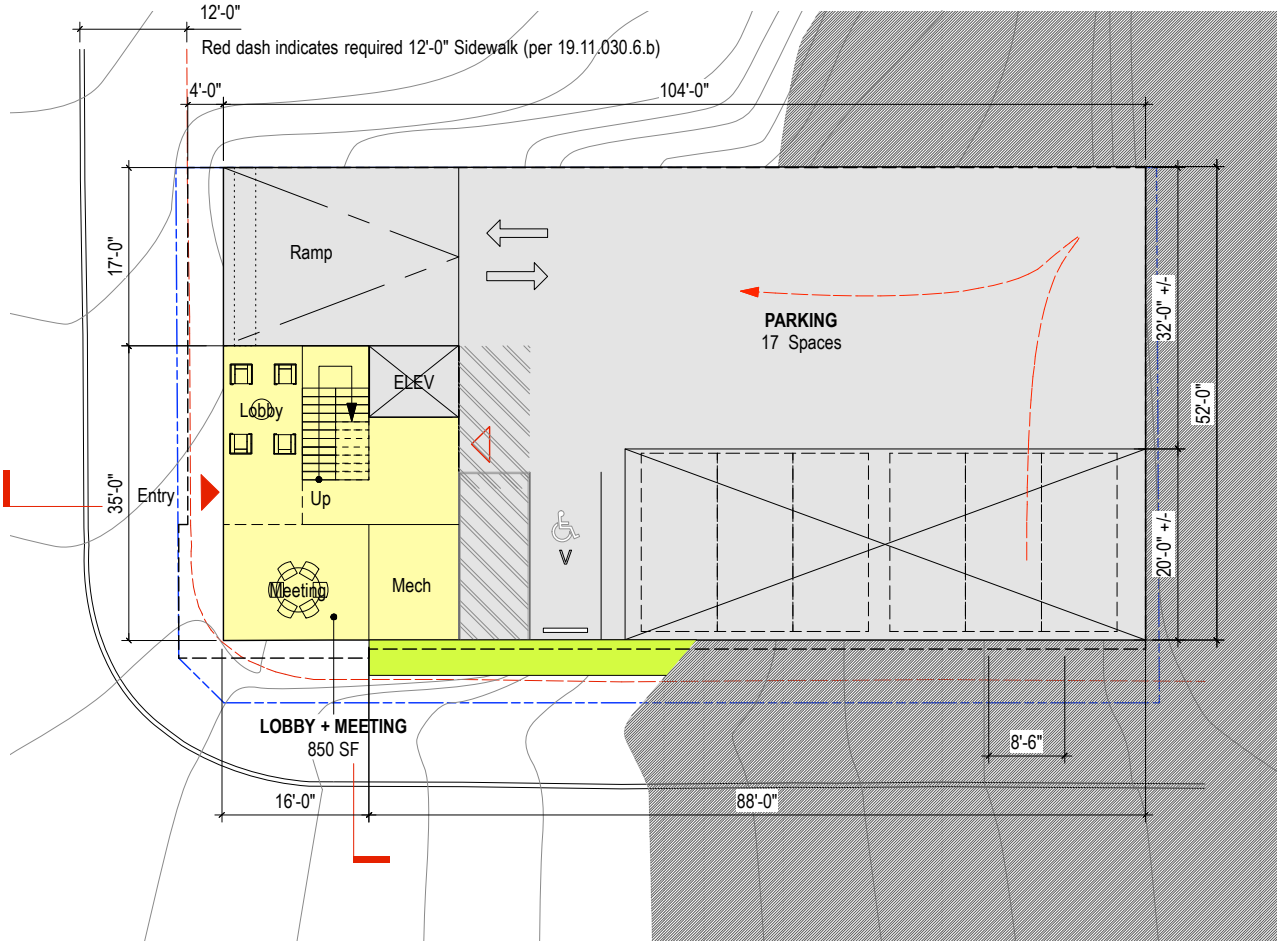 12'-0"
Red dash indicates required 12'-0" Sidewalk (per 19.11.030.6.b)
4'-0"
104'-0"
17'-0"
Ramp
32'-0" +/-
PARKING
17 Spaces
ELEV
52'-0"
Lobby
35'-0"
Entry
Up
20'-0" +/-
V
Meeting
Mech
LOBBY + MEETING
850 SF
8'-6"
16'-0"
88'-0"